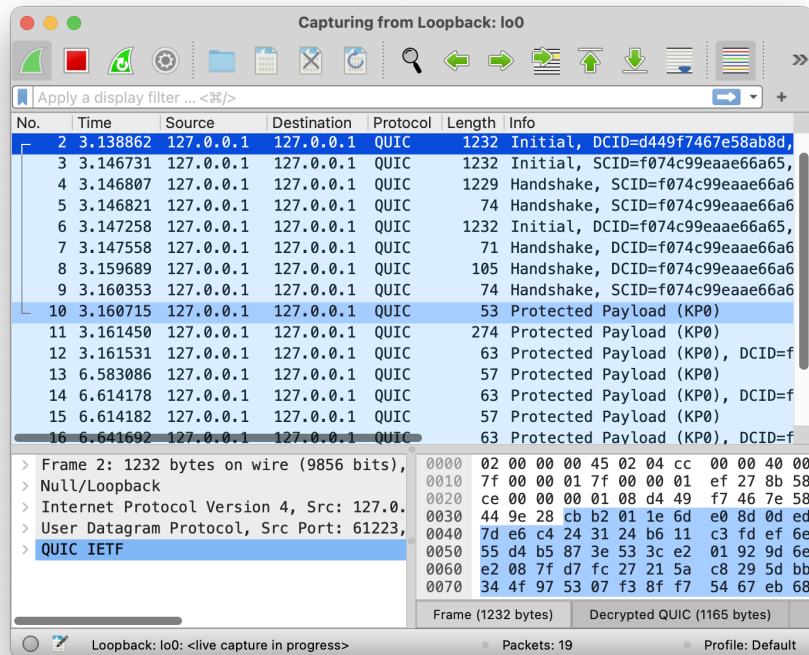 Capturing from Loopback: lo0
Apply a display filter ... <⌘/>
No. Time Source Destination Protocol Length Info
2 3.138862 127.0.0.1 127.0.0.1 QUIC 1232 Initial, DCID=d449f7467e58ab8d,
3 3.146731 127.0.0.1 127.0.0.1 QUIC 1232 Initial, SCID=f074c99eaae66a65,
4 3.146807 127.0.0.1 127.0.0.1 QUIC 1229 Handshake, SCID=f074c99eaae66a6
5 3.146821 127.0.0.1 127.0.0.1 QUIC 74 Handshake, SCID=f074c99eaae66a6
6 3.147258 127.0.0.1 127.0.0.1 QUIC 1232 Initial, DCID=f074c99eaae66a65,
7 3.147558 127.0.0.1 127.0.0.1 QUIC 71 Handshake, DCID=f074c99eaae66a6
8 3.159689 127.0.0.1 127.0.0.1 QUIC 105 Handshake, DCID=f074c99eaae66a6
9 3.160353 127.0.0.1 127.0.0.1 QUIC 74 Handshake, SCID=f074c99eaae66a6
10 3.160715 127.0.0.1 127.0.0.1 QUIC 53 Protected Payload (KP0)
11 3.161450 127.0.0.1 127.0.0.1 QUIC 274 Protected Payload (KP0)
12 3.161531 127.0.0.1 127.0.0.1 QUIC 63 Protected Payload (KP0), DCID=f
13 6.583086 127.0.0.1 127.0.0.1 QUIC 57 Protected Payload (KP0)
14 6.614178 127.0.0.1 127.0.0.1 QUIC 63 Protected Payload (KP0), DCID=f
15 6.614182 127.0.0.1 127.0.0.1 QUIC 57 Protected Payload (KP0)
16 6.641692 127.0.0.1 127.0.0.1 QUIC 63 Protected Payload (KP0), DCID=f
Frame 2: 1232 bytes on wire (9856 bits),
Null/Loopback
Internet Protocol Version 4, Src: 127.0.
User Datagram Protocol, Src Port: 61223,
QUIC IETF
0000 02 00 00 00 45 02 04 cc 00 00 40 00
0010 7f 00 00 01 7f 00 00 01 ef 27 8b 58
0020 ce 00 00 00 01 08 d4 49 f7 46 7e 58
0030 44 9e 28 cb b2 01 1e 6d e0 8d 0d ed
0040 7d e6 c4 24 31 24 b6 11 c3 fd ef 6e
0050 55 d4 b5 87 3e 53 3c e2 01 92 9d 6e
0060 e2 08 7f d7 fc 27 21 5a c8 29 5d bb
0070 34 4f 97 53 07 f3 8f f7 54 67 eb 68
Frame (1232 bytes) Decrypted QUIC (1165 bytes)
Loopback: lo0: <live capture in progress> Packets: 19 Profile: Default